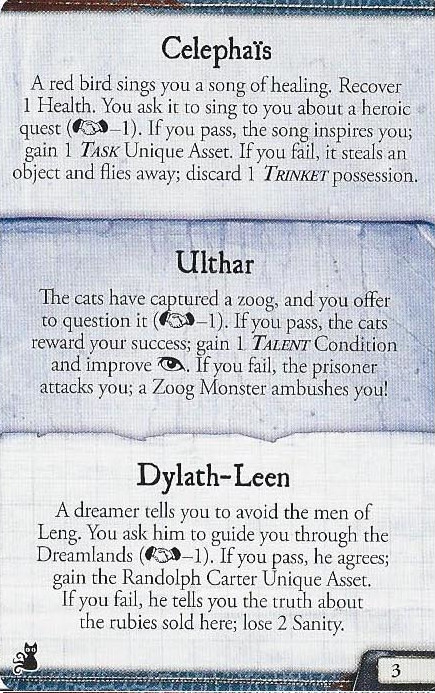 Celephaïs
A red bird sings you a song of healing. Recover
1 Health. You ask it to sing to you about a heroic
quest (–1). If you pass, the song inspires you;
gain 1 TASK Unique Asset. If you fail, it steals an
object and flies away; discard 1 TRINKET possession.
Ulthar
The cats have captured a zoog, and you offer
to question it (–1). If you pass, the cats
reward your success; gain 1 TALENT Condition
and improve . If you fail, the prisoner
attacks you; a Zoog Monster ambushes you!
Dylath-Leen
A dreamer tells you to avoid the men of
Leng. You ask him to guide you through the
Dreamlands (–1). If you pass, he agrees;
gain the Randolph Carter Unique Asset.
If you fail, he tells you the truth about
the rubies sold here; lose 2 Sanity.
3